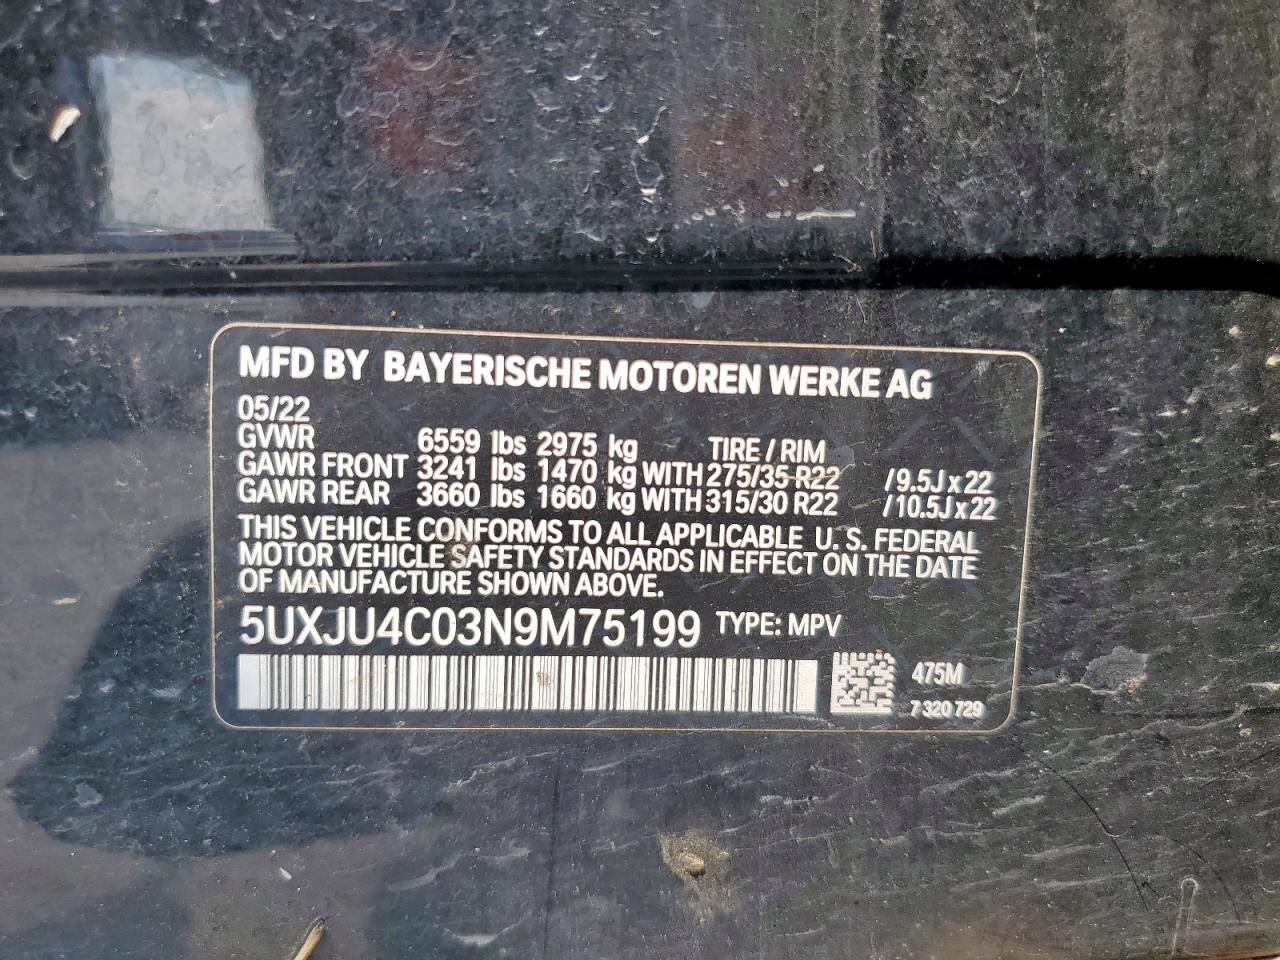 MFD BY BAYERISCHE MOTOREN WERKE AG
05/22
GVWR 6559 lbs 2975 kg TIRE / RIM
GAWR FRONT 3241 lbs 1470 kg WITH 275/35 R22 / 9.5J x 22
GAWR REAR 3660 lbs 1660 kg WITH 315/30 R22 / 10.5J x 22
THIS VEHICLE CONFORMS TO ALL APPLICABLE U. S. FEDERAL
MOTOR VEHICLE SAFETY STANDARDS IN EFFECT ON THE DATE
OF MANUFACTURE SHOWN ABOVE.
5UXJU4C03N9M75199 TYPE: MPV
475M
7 320 729